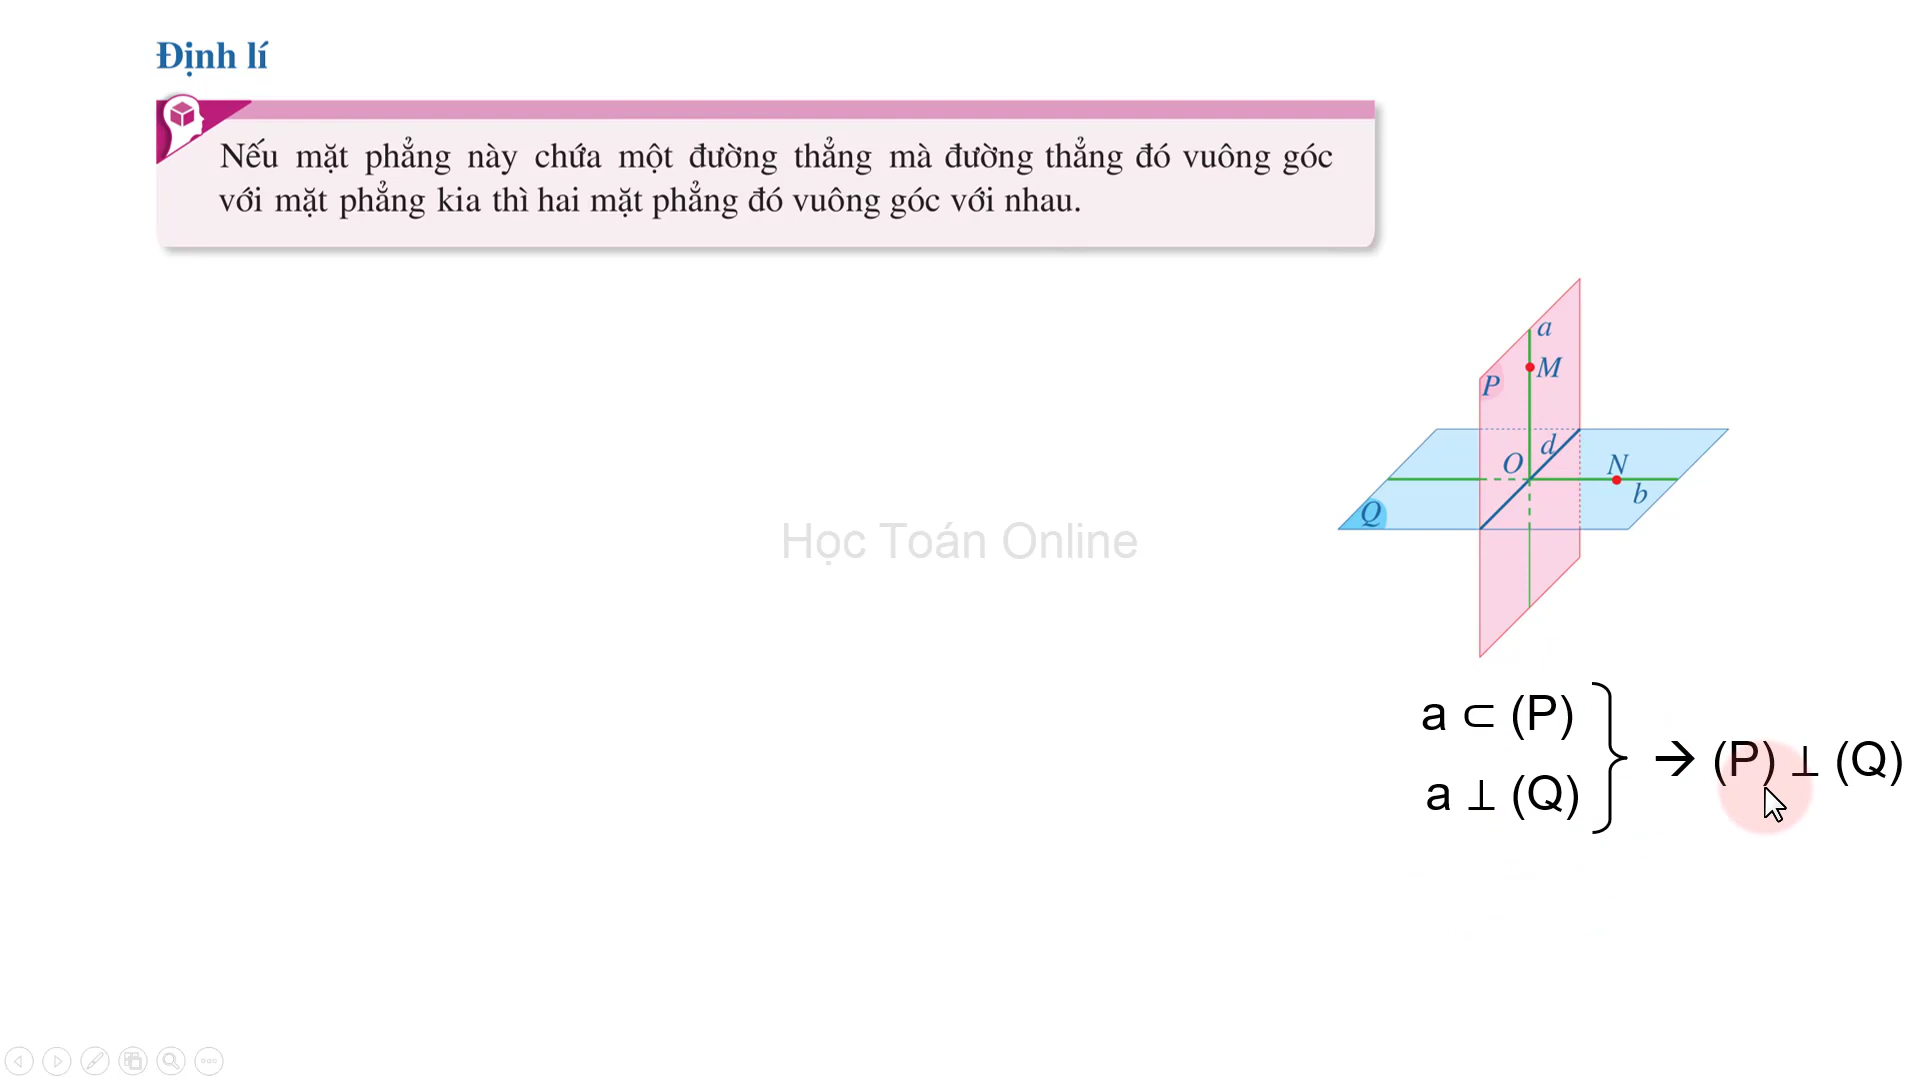 Định lí
Nếu mặt phẳng này chứa một đường thẳng mà đường thẳng đó vuông góc
với mặt phẳng kia thì hai mặt phẳng đó vuông góc với nhau.
a
M
P
d
O
N
b
Q
Học Toán Online
a ⊂ (P)
a ⊥ (Q)
→ (P) ⊥ (Q)